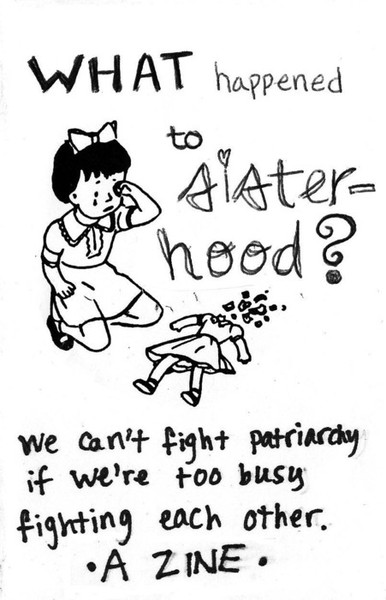 WHAT happened
to
sister-
hood?
we can't fight patriarchy
if we're too busy
fighting each other.
• A ZINE •